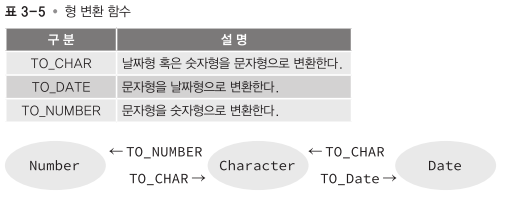 표 3-5 • 형 변환 함수
구 분 설 명
TO_CHAR 날짜형 혹은 숫자형을 문자형으로 변환한다.
TO_DATE 문자형을 날짜형으로 변환한다.
TO_NUMBER 문자형을 숫자형으로 변환한다.
← TO_NUMBER ← TO_CHAR
Number Character Date
TO_CHAR → TO_Date →